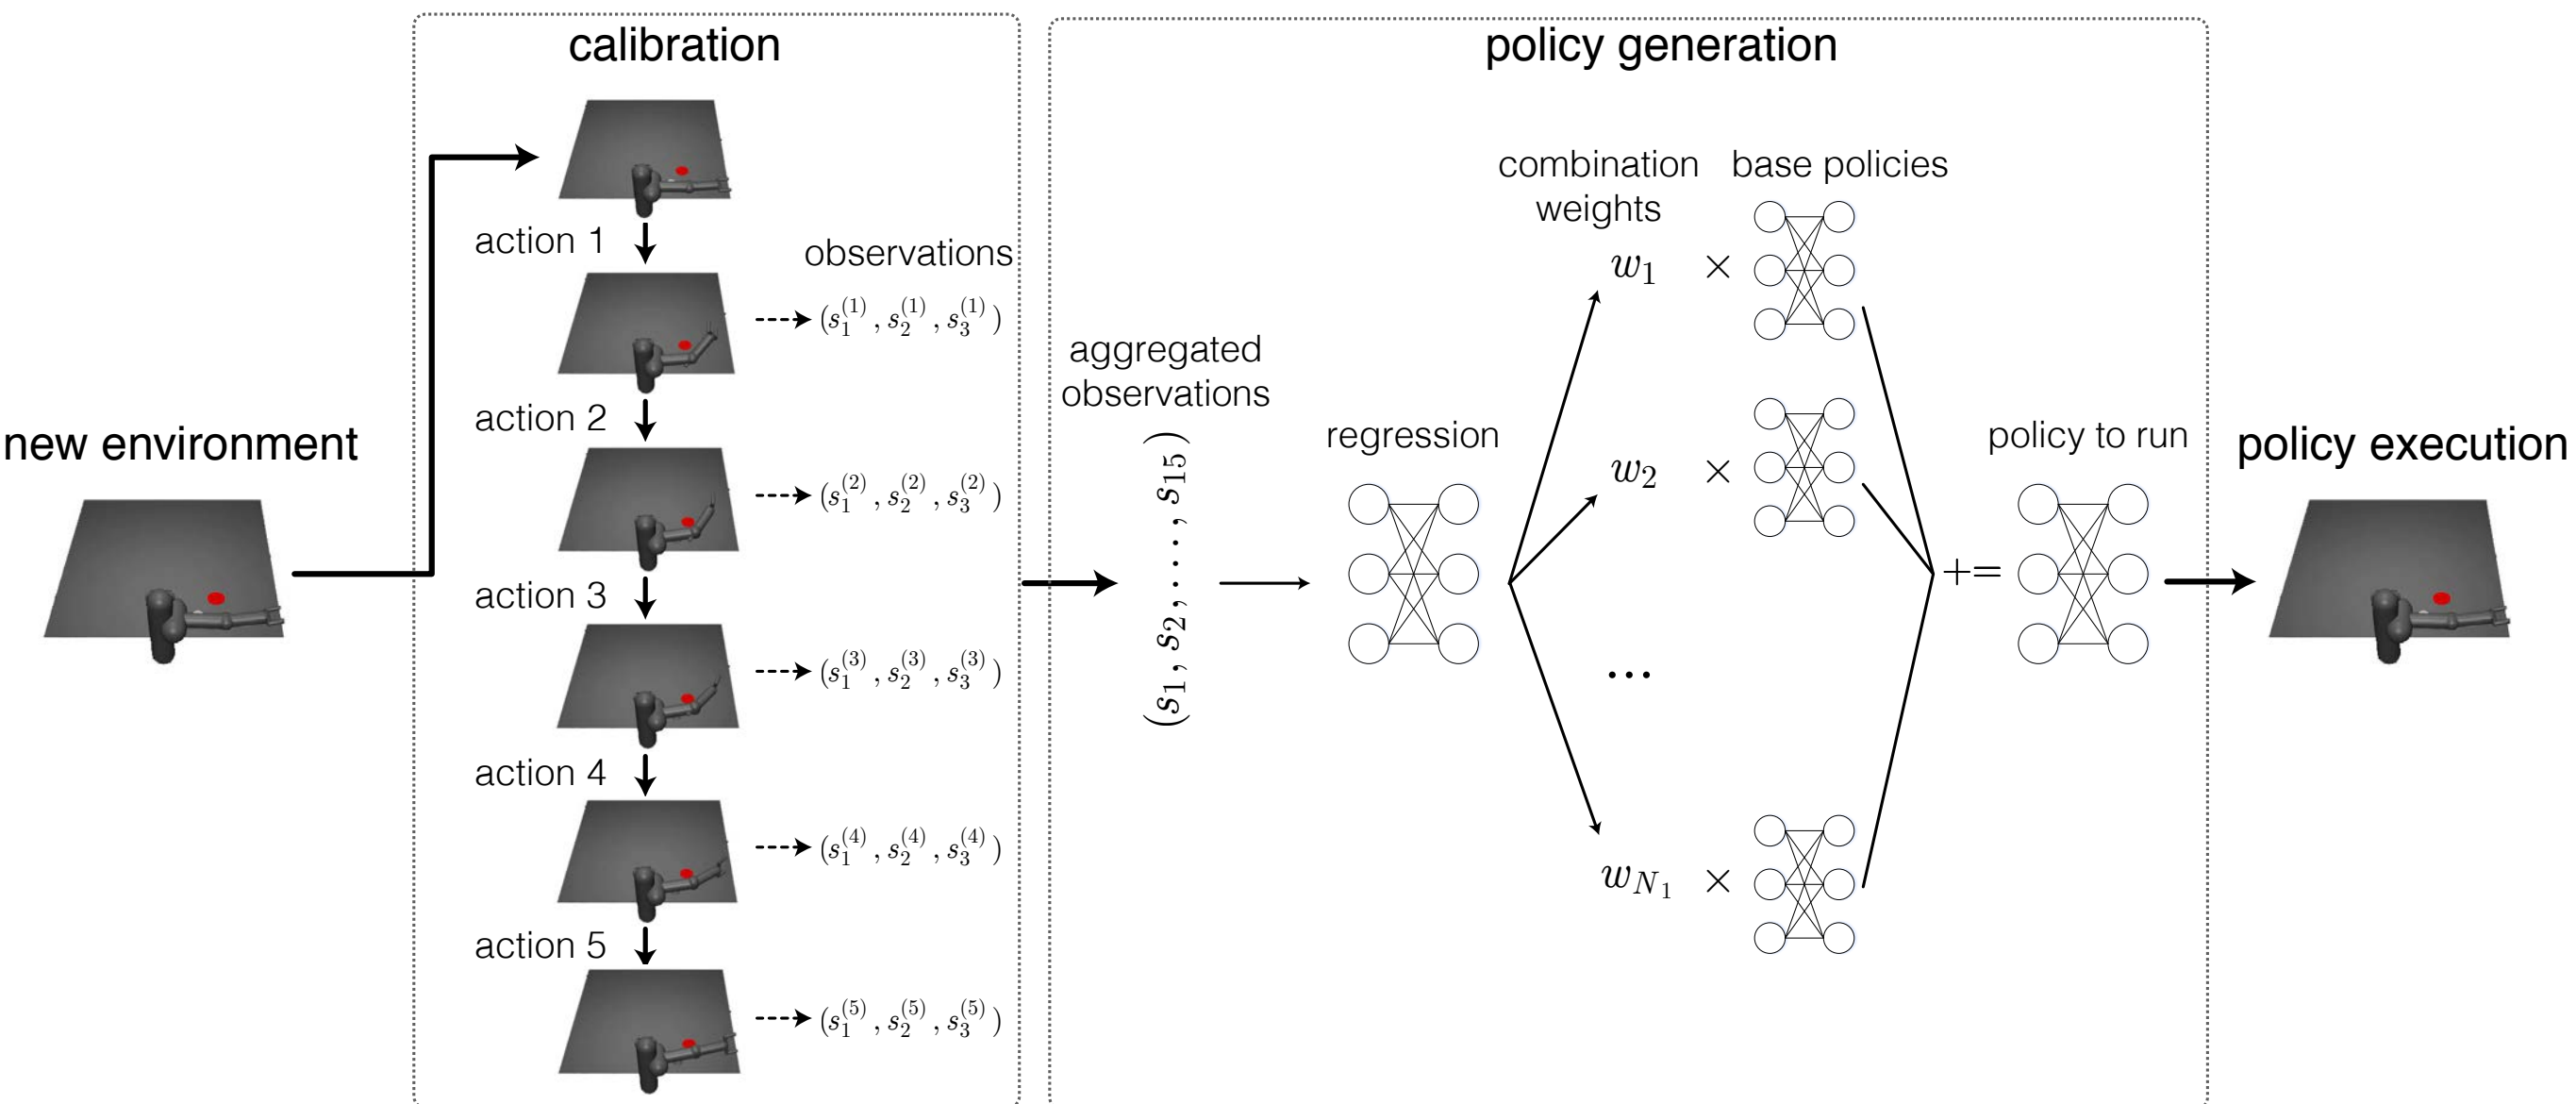 calibration
policy generation
new environment
action 1
action 2
action 3
action 4
action 5
observations
(s_1^{(1)}, s_2^{(1)}, s_3^{(1)})
(s_1^{(2)}, s_2^{(2)}, s_3^{(2)})
(s_1^{(3)}, s_2^{(3)}, s_3^{(3)})
(s_1^{(4)}, s_2^{(4)}, s_3^{(4)})
(s_1^{(5)}, s_2^{(5)}, s_3^{(5)})
aggregated
observations
(s_1, s_2, ..., s_{15})
regression
combination
weights
base policies
w_1 ×
w_2 ×
...
w_{N_1} ×
+=
policy to run
policy execution